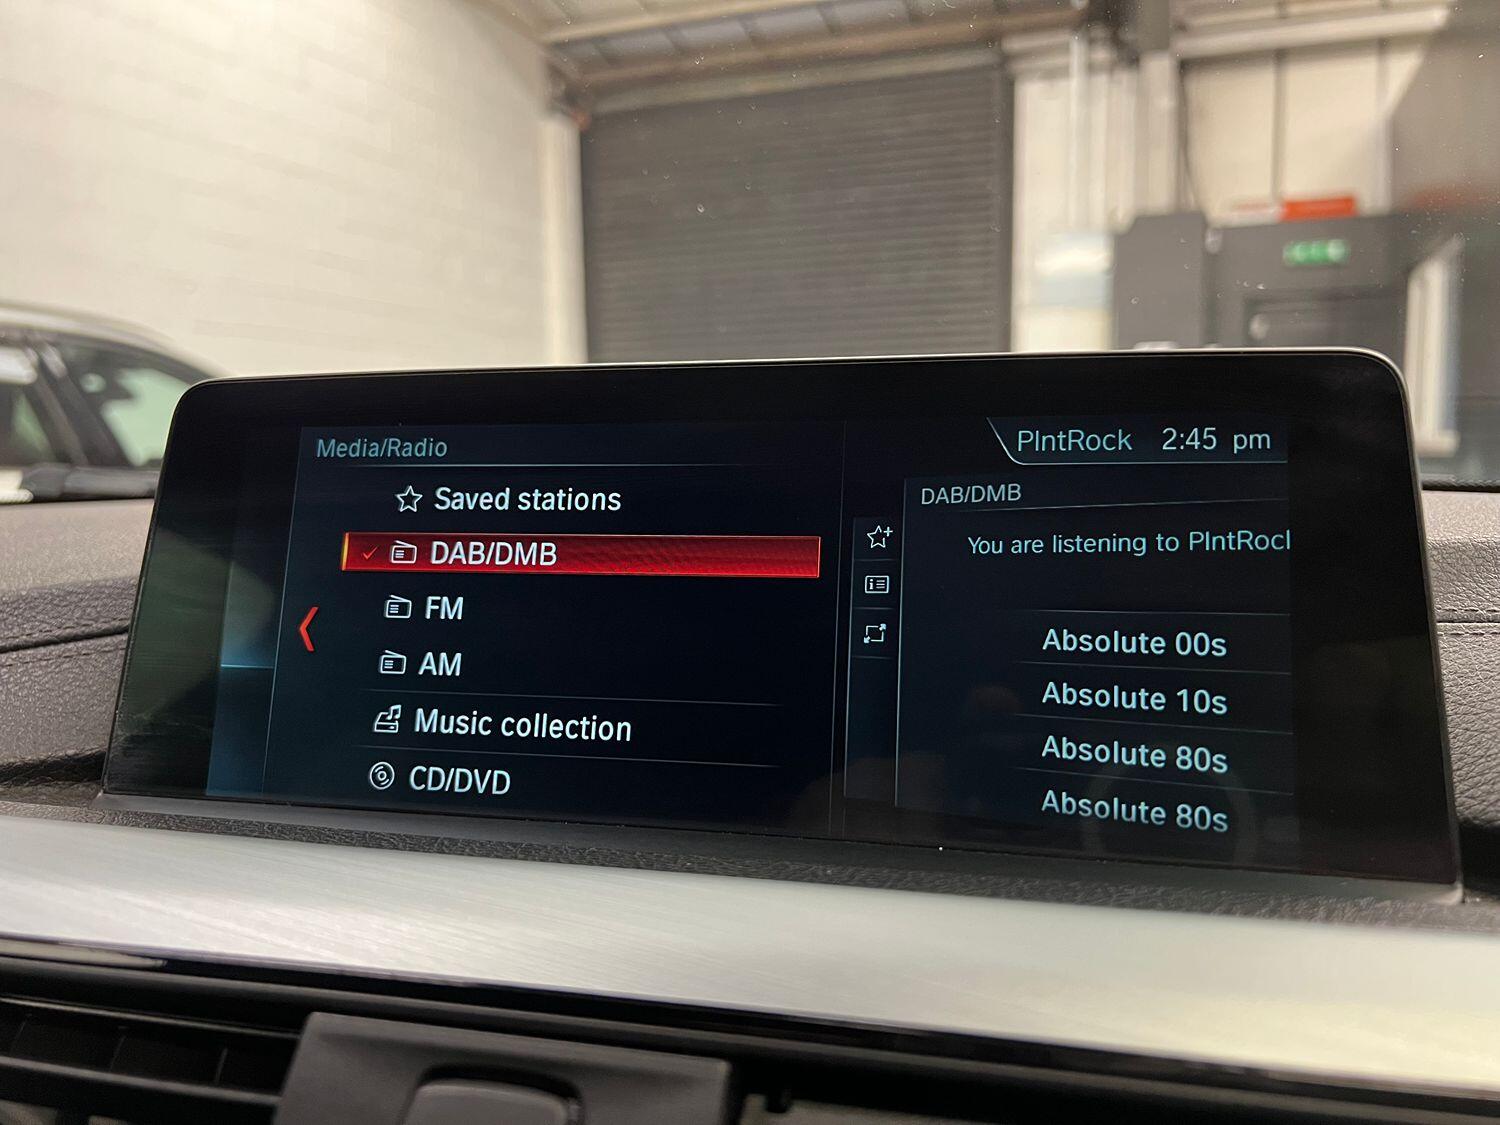 Media/Radio
Saved stations
DAB/DMB
FM
AM
Music collection
CD/DVD
PlntRock 2:45 pm
DAB/DMB
You are listening to PlntRocl
Absolute 00s
Absolute 10s
Absolute 80s
Absolute 80s